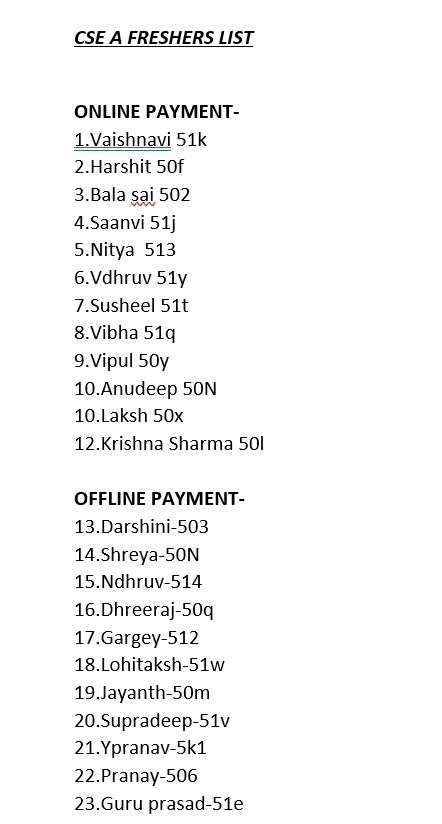 CSE A FRESHERS LIST
ONLINE PAYMENT-
1.Vaishnavi 51k
2.Harshit 50f
3.Bala sai 502
4.Saanvi 51j
5.Nitya  513
6.Vdhruv 51y
7.Susheel 51t
8.Vibha 51q
9.Vipul 50y
10.Anudeep 50N
10.Laksh 50x
12.Krishna Sharma 50l
OFFLINE PAYMENT-
13.Darshini-503
14.Shreya-50N
15.Ndhruv-514
16.Dhreeraj-50q
17.Gargey-512
18.Lohitaksh-51w
19.Jayanth-50m
20.Supradeep-51v
21.Ypranav-5k1
22.Pranay-506
23.Guru prasad-51e